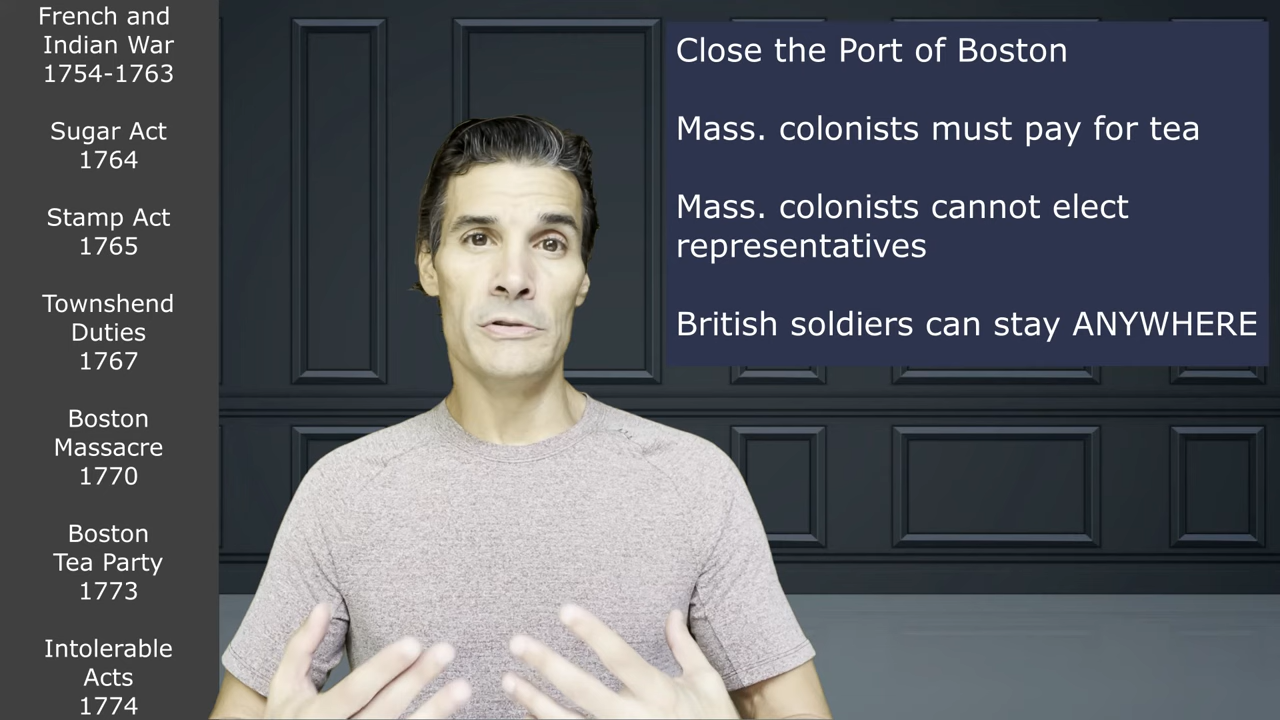 French and
Indian War
1754-1763
Sugar Act
1764
Stamp Act
1765
Townshend
Duties
1767
Boston
Massacre
1770
Boston
Tea Party
1773
Intolerable
Acts
1774
Close the Port of Boston
Mass. colonists must pay for tea
Mass. colonists cannot elect
representatives
British soldiers can stay ANYWHERE